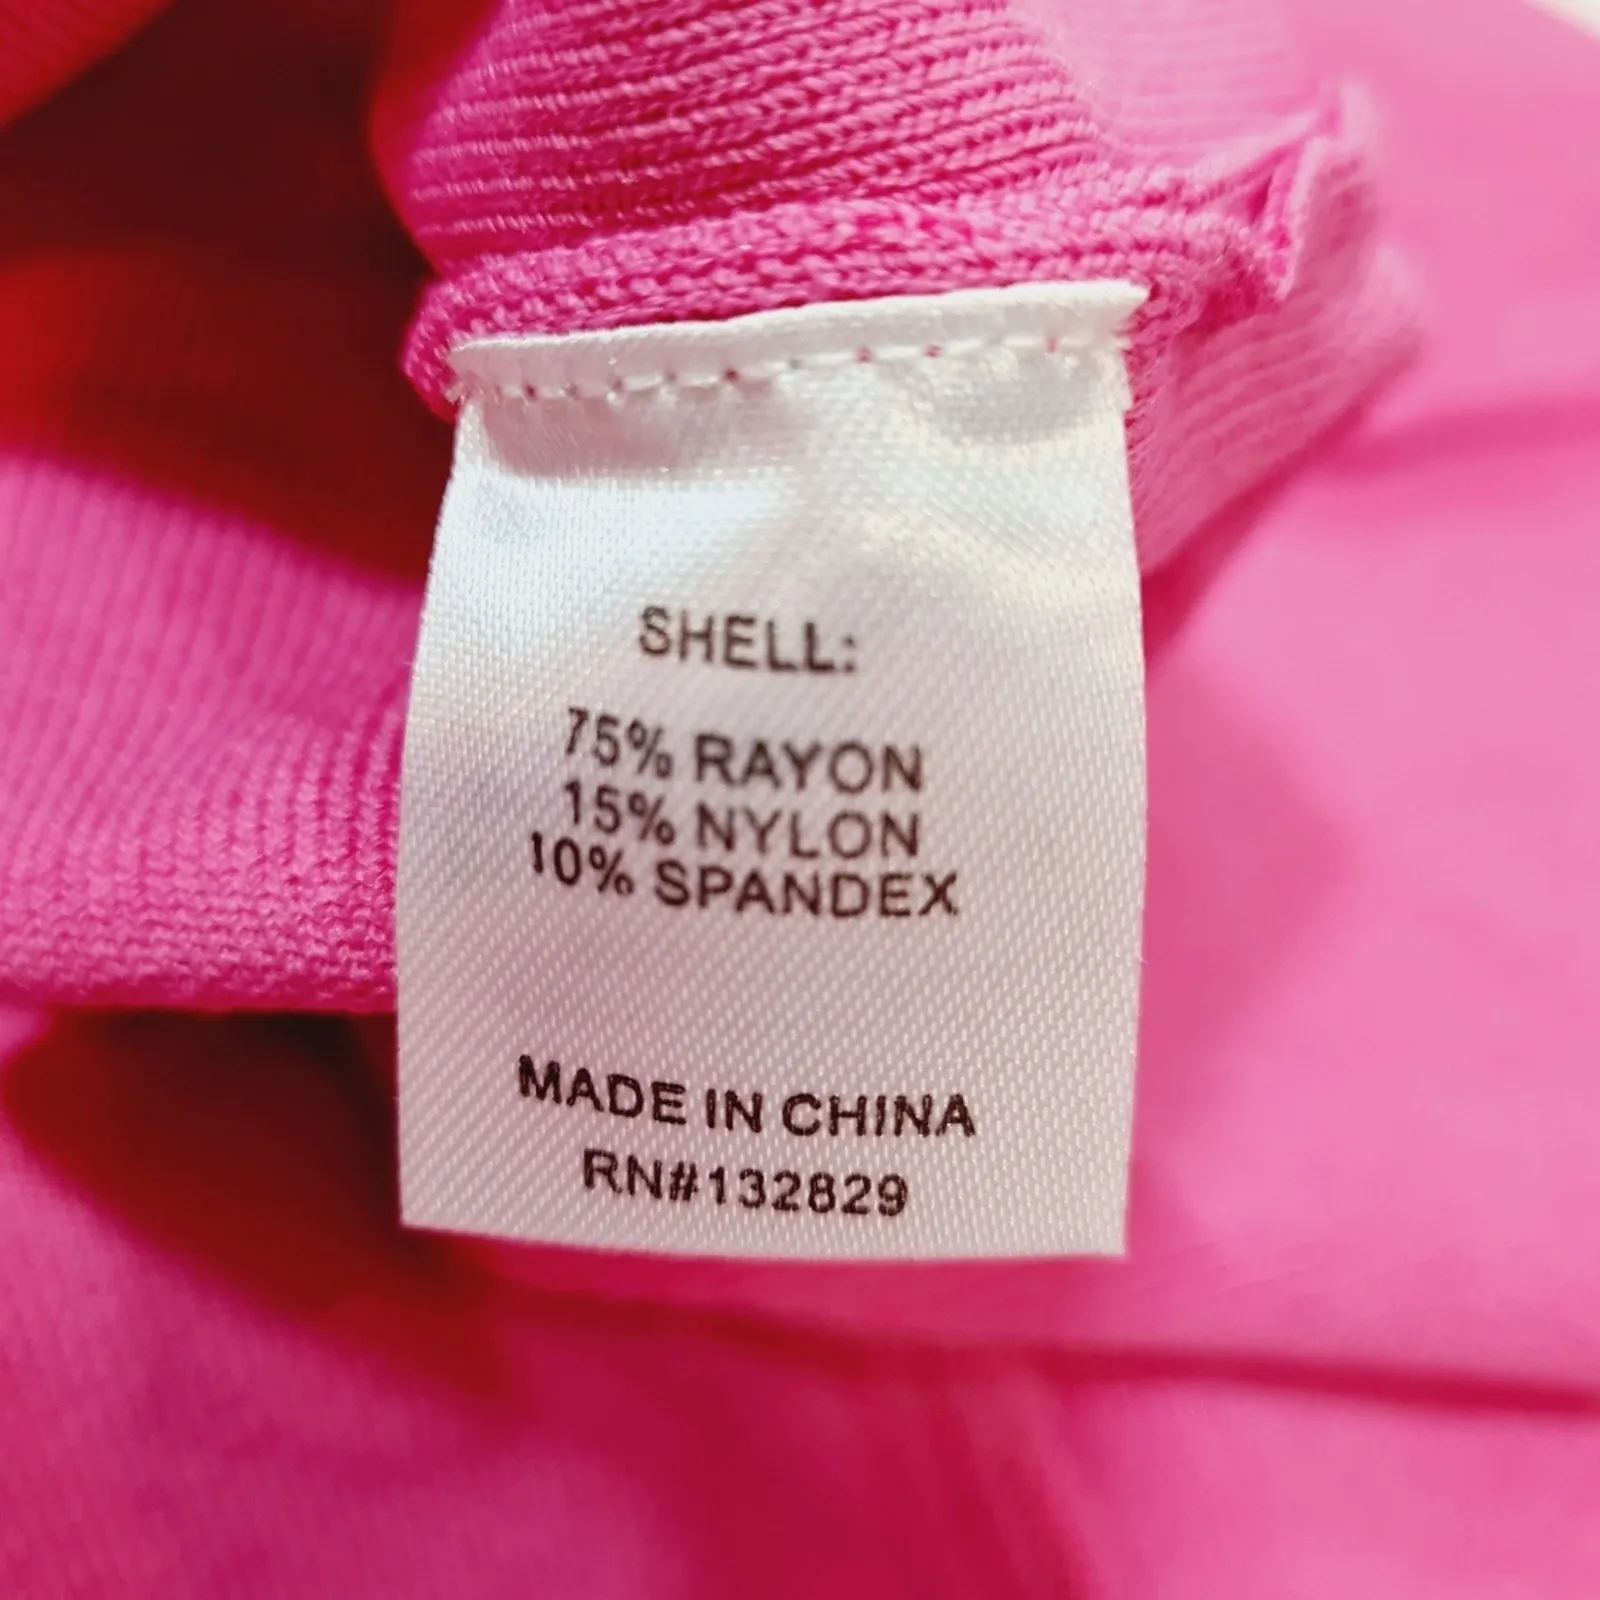 SHELL:
75% RAYON
15% NYLON
10% SPANDEX
MADE IN CHINA
RN#132829